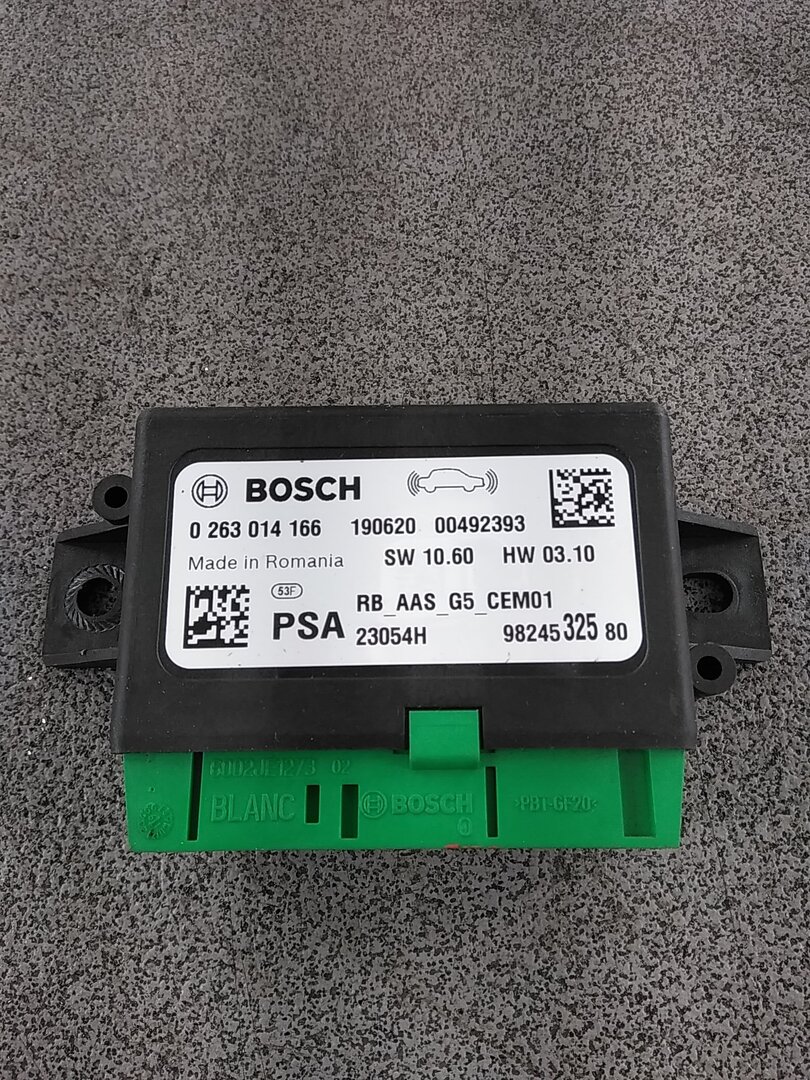 BOSCH
0 263 014 166 190620 00492393
Made in Romania SW 10.60 HW 03.10
53F
PSA RB_AAS_G5_CEM01
23054H 98245 325 80
BLANC BOSCH >PBT-GF20<